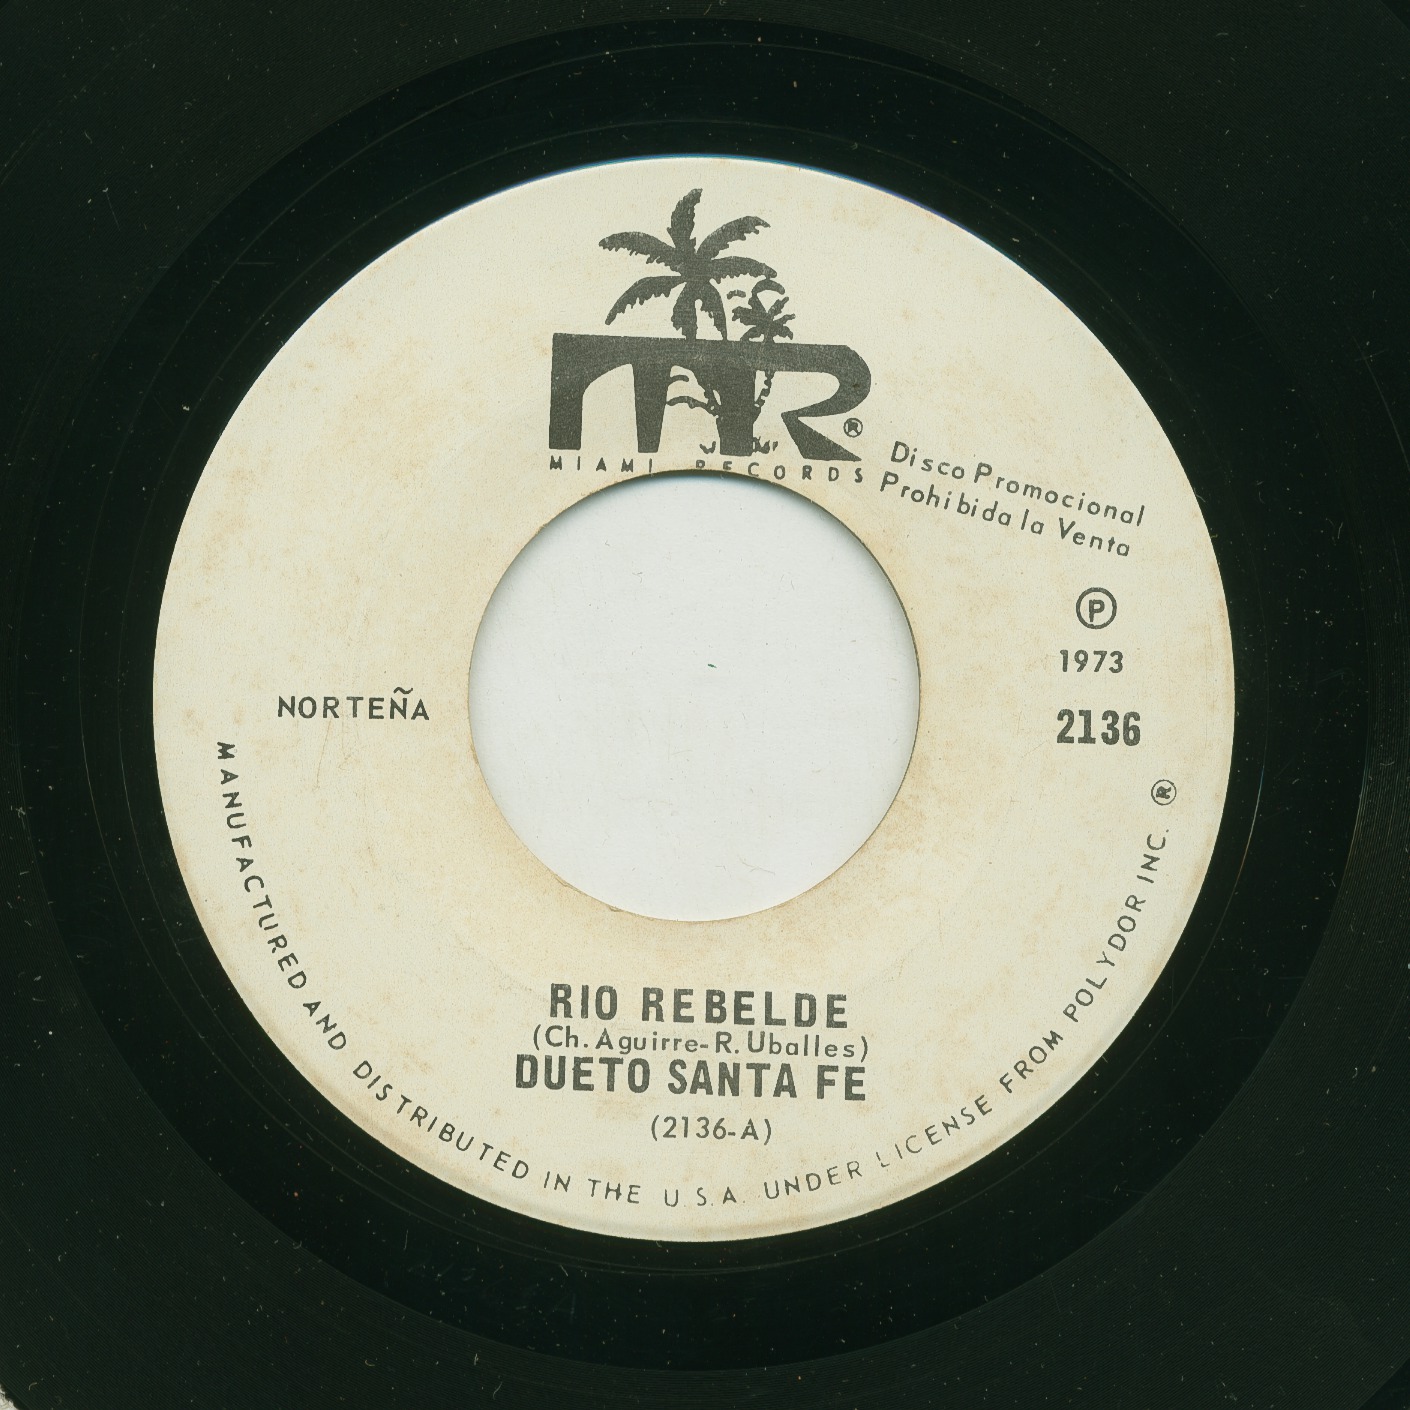 MR ®
MIAMI RECORDS
Disco Promocional
Prohibida la Venta
Ⓟ
1973
2136
NORTEÑA
RIO REBELDE
(Ch. Aguirre-R. Uballes)
DUETO SANTA FE
(2136-A)
MANUFACTURED AND DISTRIBUTED IN THE U.S.A. UNDER LICENSE FROM POLYDOR INC. ®